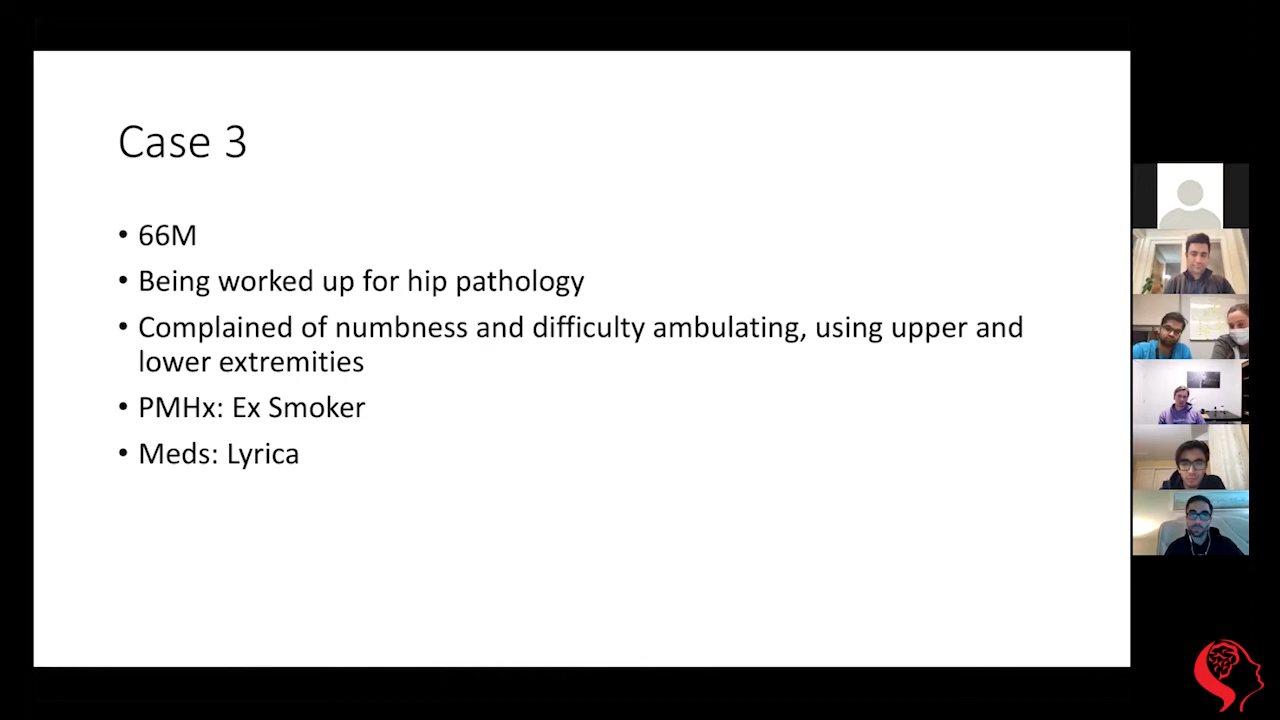 Case 3
• 66M
• Being worked up for hip pathology
• Complained of numbness and difficulty ambulating, using upper and
lower extremities
• PMHx: Ex Smoker
• Meds: Lyrica